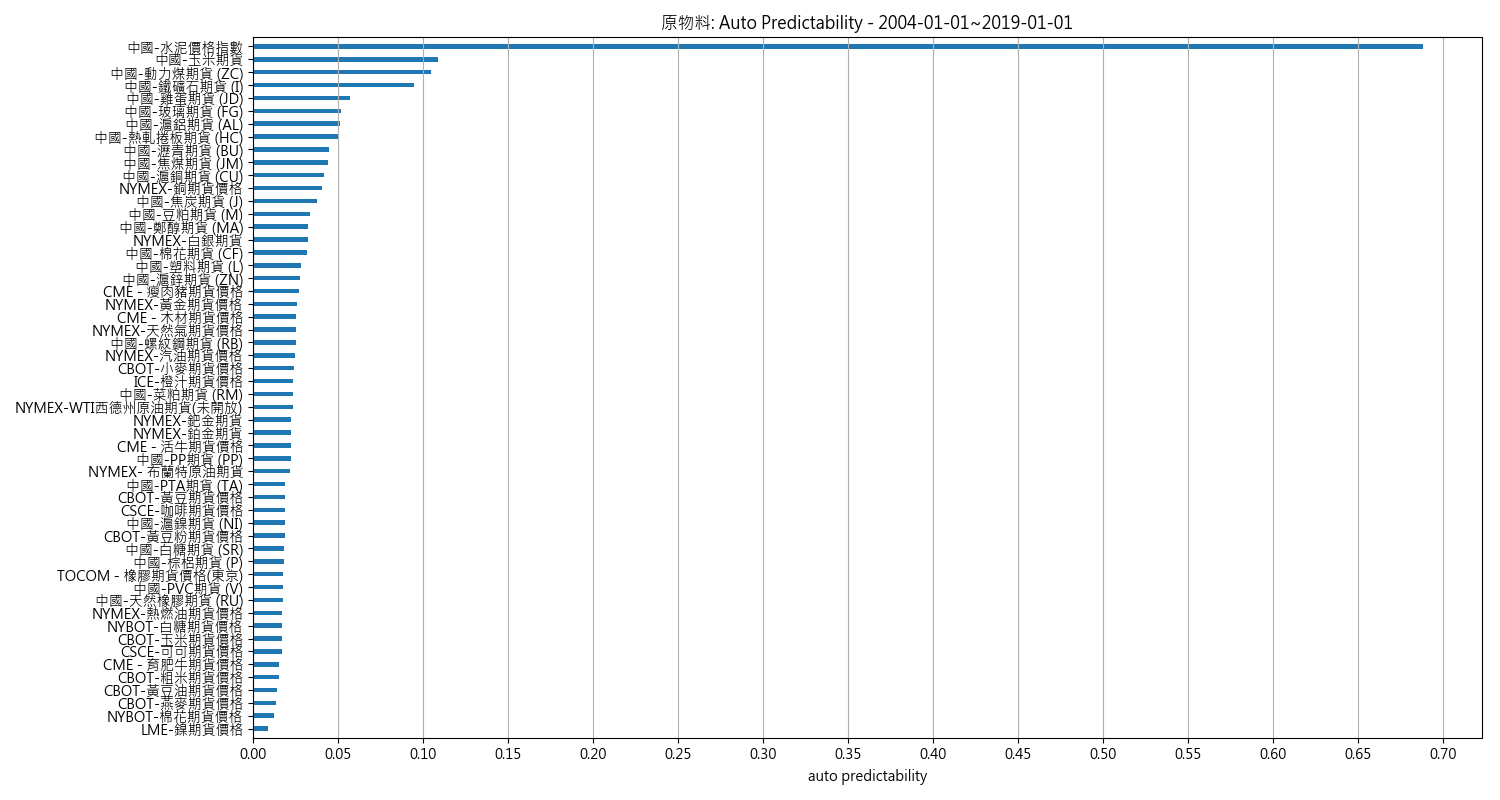 原物料: Auto Predictability - 2004-01-01~2019-01-01
中國-水泥價格指數
中國-玉米期貨
中國-動力煤期貨 (ZC)
中國-鐵礦石期貨 (I)
中國-雞蛋期貨 (JD)
中國-玻璃期貨 (FG)
中國-滬鋁期貨 (AL)
中國-熱軋捲板期貨 (HC)
中國-瀝青期貨 (BU)
中國-焦煤期貨 (JM)
中國-滬銅期貨 (CU)
NYMEX-銅期貨價格
中國-焦炭期貨 (J)
中國-豆粕期貨 (M)
中國-鄭醇期貨 (MA)
NYMEX-白銀期貨
中國-棉花期貨 (CF)
中國-塑料期貨 (L)
中國-滬鋅期貨 (ZN)
CME - 瘦肉豬期貨價格
NYMEX-黃金期貨價格
CME - 木材期貨價格
NYMEX-天然氣期貨價格
中國-螺紋鋼期貨 (RB)
NYMEX-汽油期貨價格
CBOT-小麥期貨價格
ICE-橙汁期貨價格
中國-菜粕期貨 (RM)
NYMEX-WTI西德州原油期貨(未開放)
NYMEX-鈀金期貨
NYMEX-鉑金期貨
CME - 活牛期貨價格
中國-PP期貨 (PP)
NYMEX- 布蘭特原油期貨
中國-PTA期貨 (TA)
CBOT-黃豆期貨價格
CSCE-咖啡期貨價格
中國-滬鎳期貨 (NI)
CBOT-黃豆粉期貨價格
中國-白糖期貨 (SR)
中國-棕梠期貨 (P)
TOCOM - 橡膠期貨價格(東京)
中國-PVC期貨 (V)
中國-天然橡膠期貨 (RU)
NYMEX-熱燃油期貨價格
NYBOT-白糖期貨價格
CBOT-玉米期貨價格
CSCE-可可期貨價格
CME - 育肥牛期貨價格
CBOT-粗米期貨價格
CBOT-黃豆油期貨價格
CBOT-燕麥期貨價格
NYBOT-棉花期貨價格
LME-鎳期貨價格
0.00 0.05 0.10 0.15 0.20 0.25 0.30 0.35 0.40 0.45 0.50 0.55 0.60 0.65 0.70
auto predictability